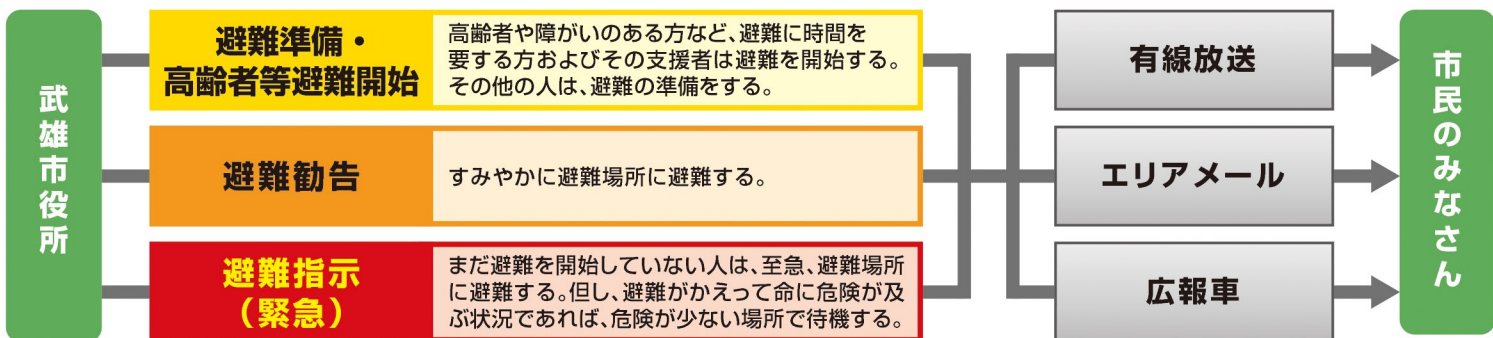 武雄市役所
避難準備・
高齢者等避難開始
高齢者や障がいのある方など、避難に時間を
要する方およびその支援者は避難を開始する。
その他の人は、避難の準備をする。
避難勧告
すみやかに避難場所に避難する。
避難指示
（緊急）
まだ避難を開始していない人は、至急、避難場所
に避難する。但し、避難がかえって命に危険が及
ぶ状況であれば、危険が少ない場所で待機する。
有線放送
エリアメール
広報車
市民のみなさん